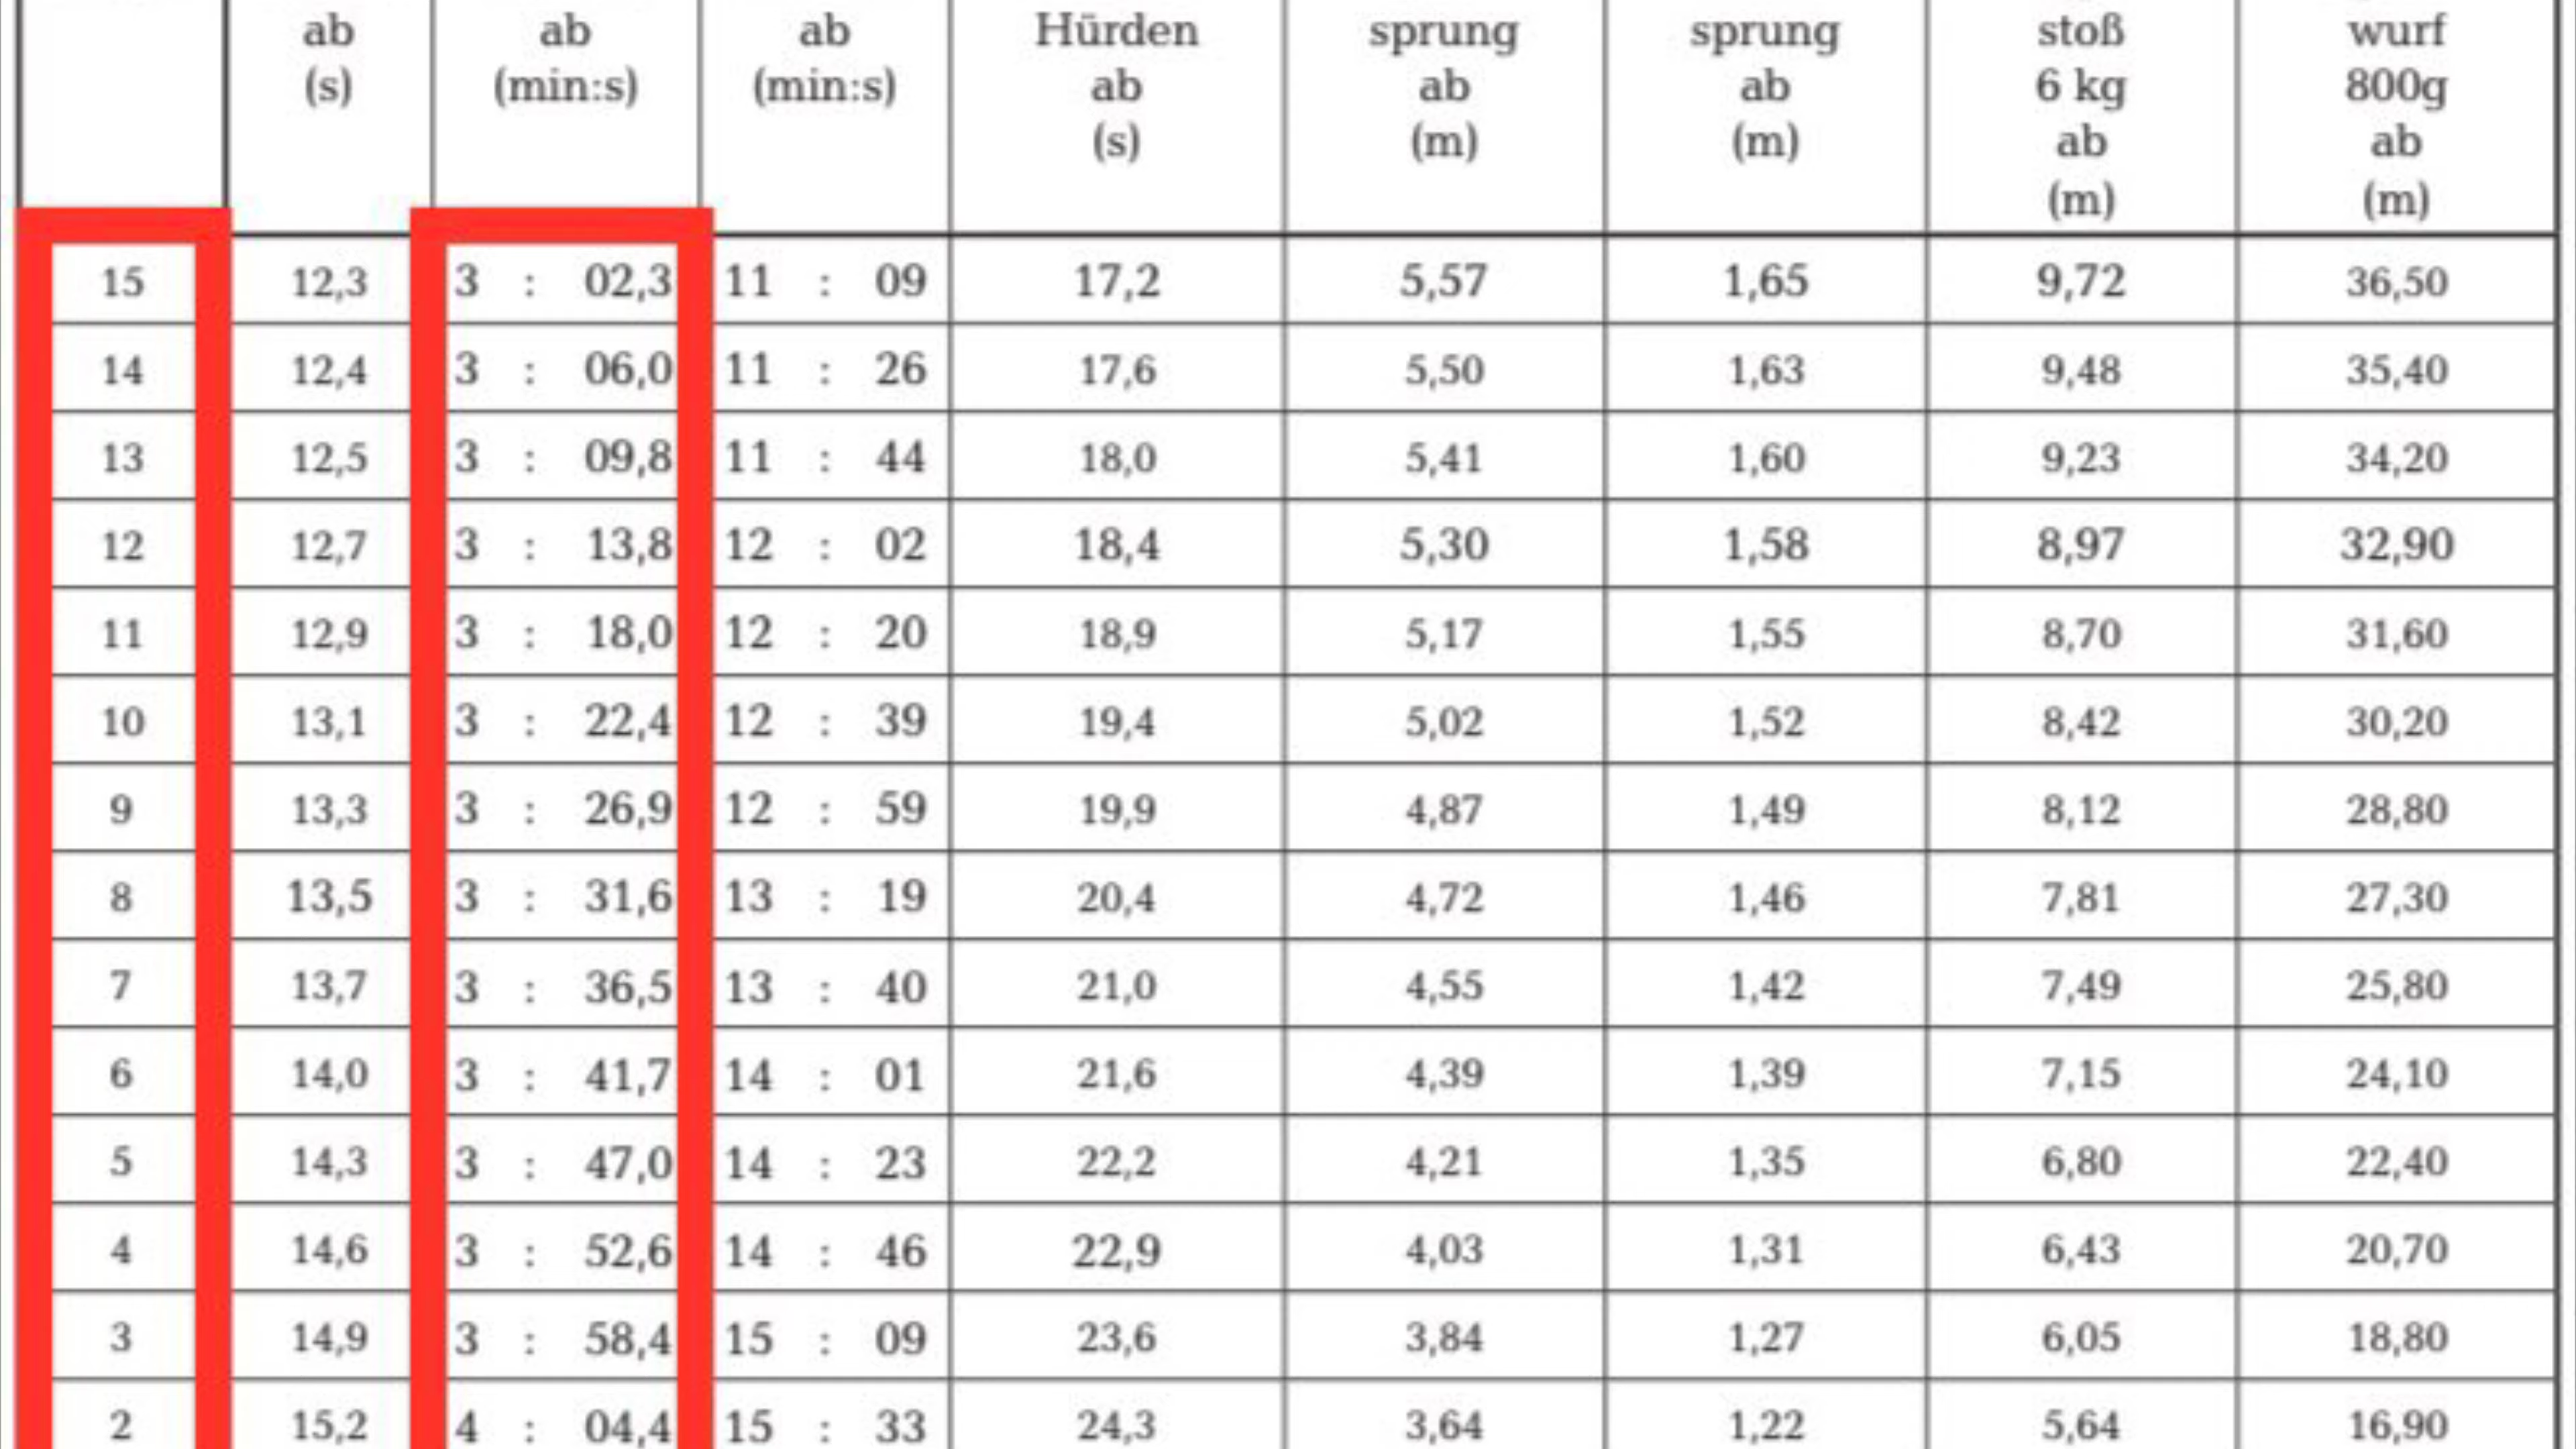 ab ab ab Hürden sprung sprung stoß wurf
(s) (min:s) (min:s) ab ab ab 6 kg 800g
(s) (m) (m) ab ab
(m) (m)
15 12,3 3 : 02,3 11 : 09 17,2 5,57 1,65 9,72 36,50
14 12,4 3 : 06,0 11 : 26 17,6 5,50 1,63 9,48 35,40
13 12,5 3 : 09,8 11 : 44 18,0 5,41 1,60 9,23 34,20
12 12,7 3 : 13,8 12 : 02 18,4 5,30 1,58 8,97 32,90
11 12,9 3 : 18,0 12 : 20 18,9 5,17 1,55 8,70 31,60
10 13,1 3 : 22,4 12 : 39 19,4 5,02 1,52 8,42 30,20
9 13,3 3 : 26,9 12 : 59 19,9 4,87 1,49 8,12 28,80
8 13,5 3 : 31,6 13 : 19 20,4 4,72 1,46 7,81 27,30
7 13,7 3 : 36,5 13 : 40 21,0 4,55 1,42 7,49 25,80
6 14,0 3 : 41,7 14 : 01 21,6 4,39 1,39 7,15 24,10
5 14,3 3 : 47,0 14 : 23 22,2 4,21 1,35 6,80 22,40
4 14,6 3 : 52,6 14 : 46 22,9 4,03 1,31 6,43 20,70
3 14,9 3 : 58,4 15 : 09 23,6 3,84 1,27 6,05 18,80
2 15,2 4 : 04,4 15 : 33 24,3 3,64 1,22 5,64 16,90